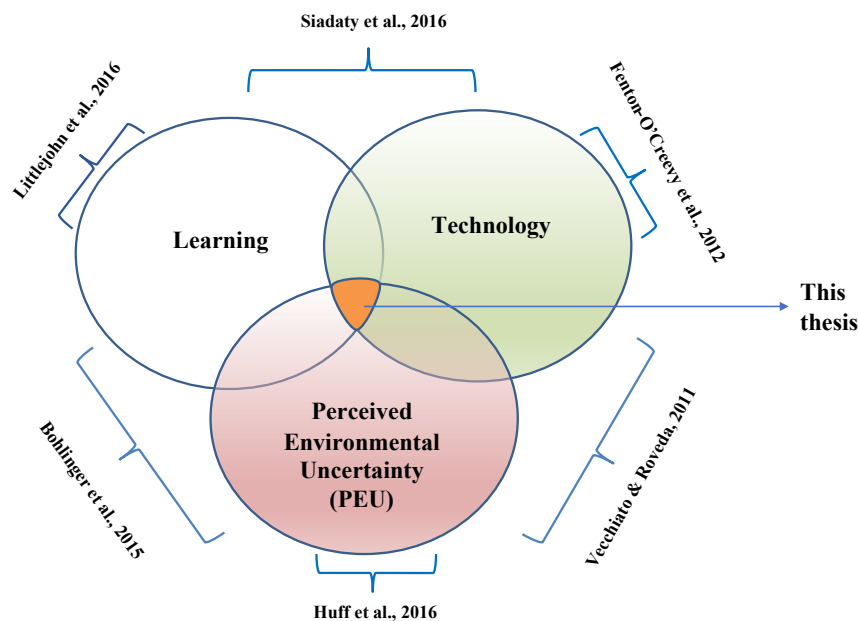 Siadaty et al., 2016
Littlejohn et al., 2016
Fenton-O’Creevy et al., 2012
Learning
Technology
This
thesis
Perceived
Environmental
Uncertainty
(PEU)
Bohlinger et al., 2015
Vecchiato & Roveda, 2011
Huff et al., 2016